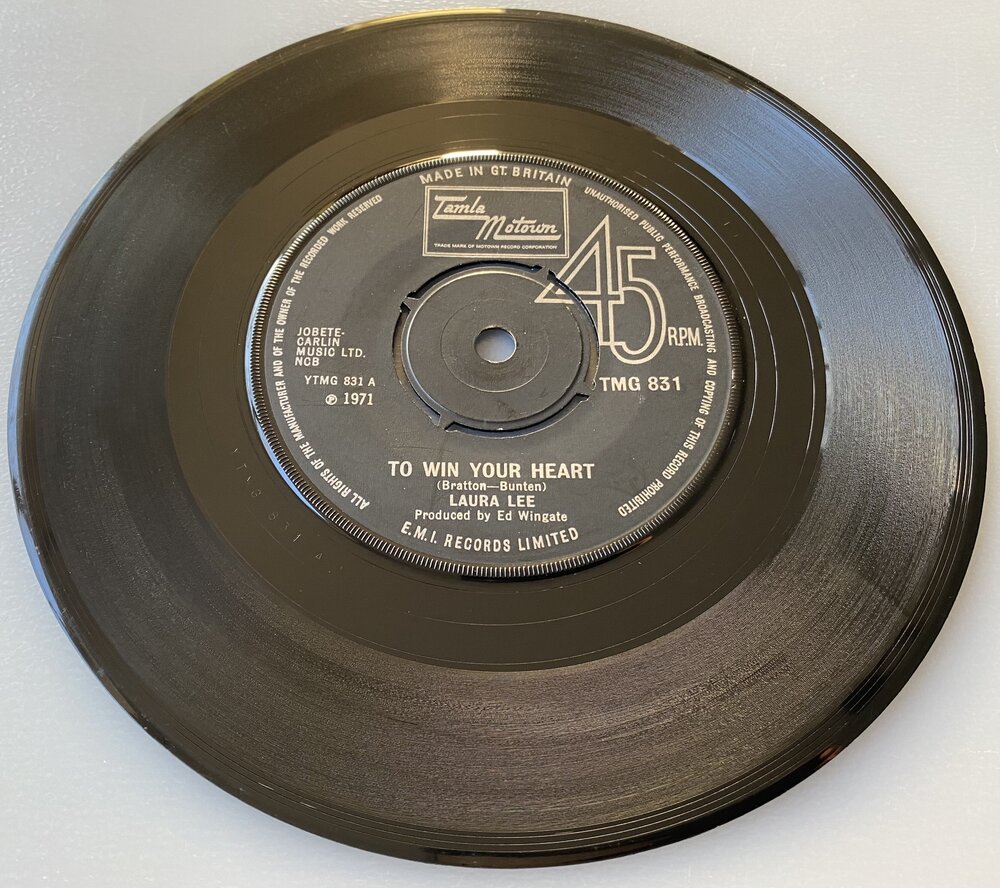 MADE IN GT. BRITAIN
UNAUTHORISED PUBLIC PERFORMANCE BROADCASTING AND COPYING OF THIS RECORD PROHIBITED
ALL RIGHTS OF THE MANUFACTURER AND OF THE OWNER OF THE RECORDED WORK RESERVED
Tamla
Motown
TRADE MARK OF MOTOWN RECORD CORPORATION
45
R.P.M.
JOBETE-
CARLIN
MUSIC LTD.
NCB
YTMG 831 A
℗ 1971
TMG 831
TO WIN YOUR HEART
(Bratton—Bunten)
LAURA LEE
Produced by Ed Wingate
E.M.I. RECORDS LIMITED
YTMG 831 A